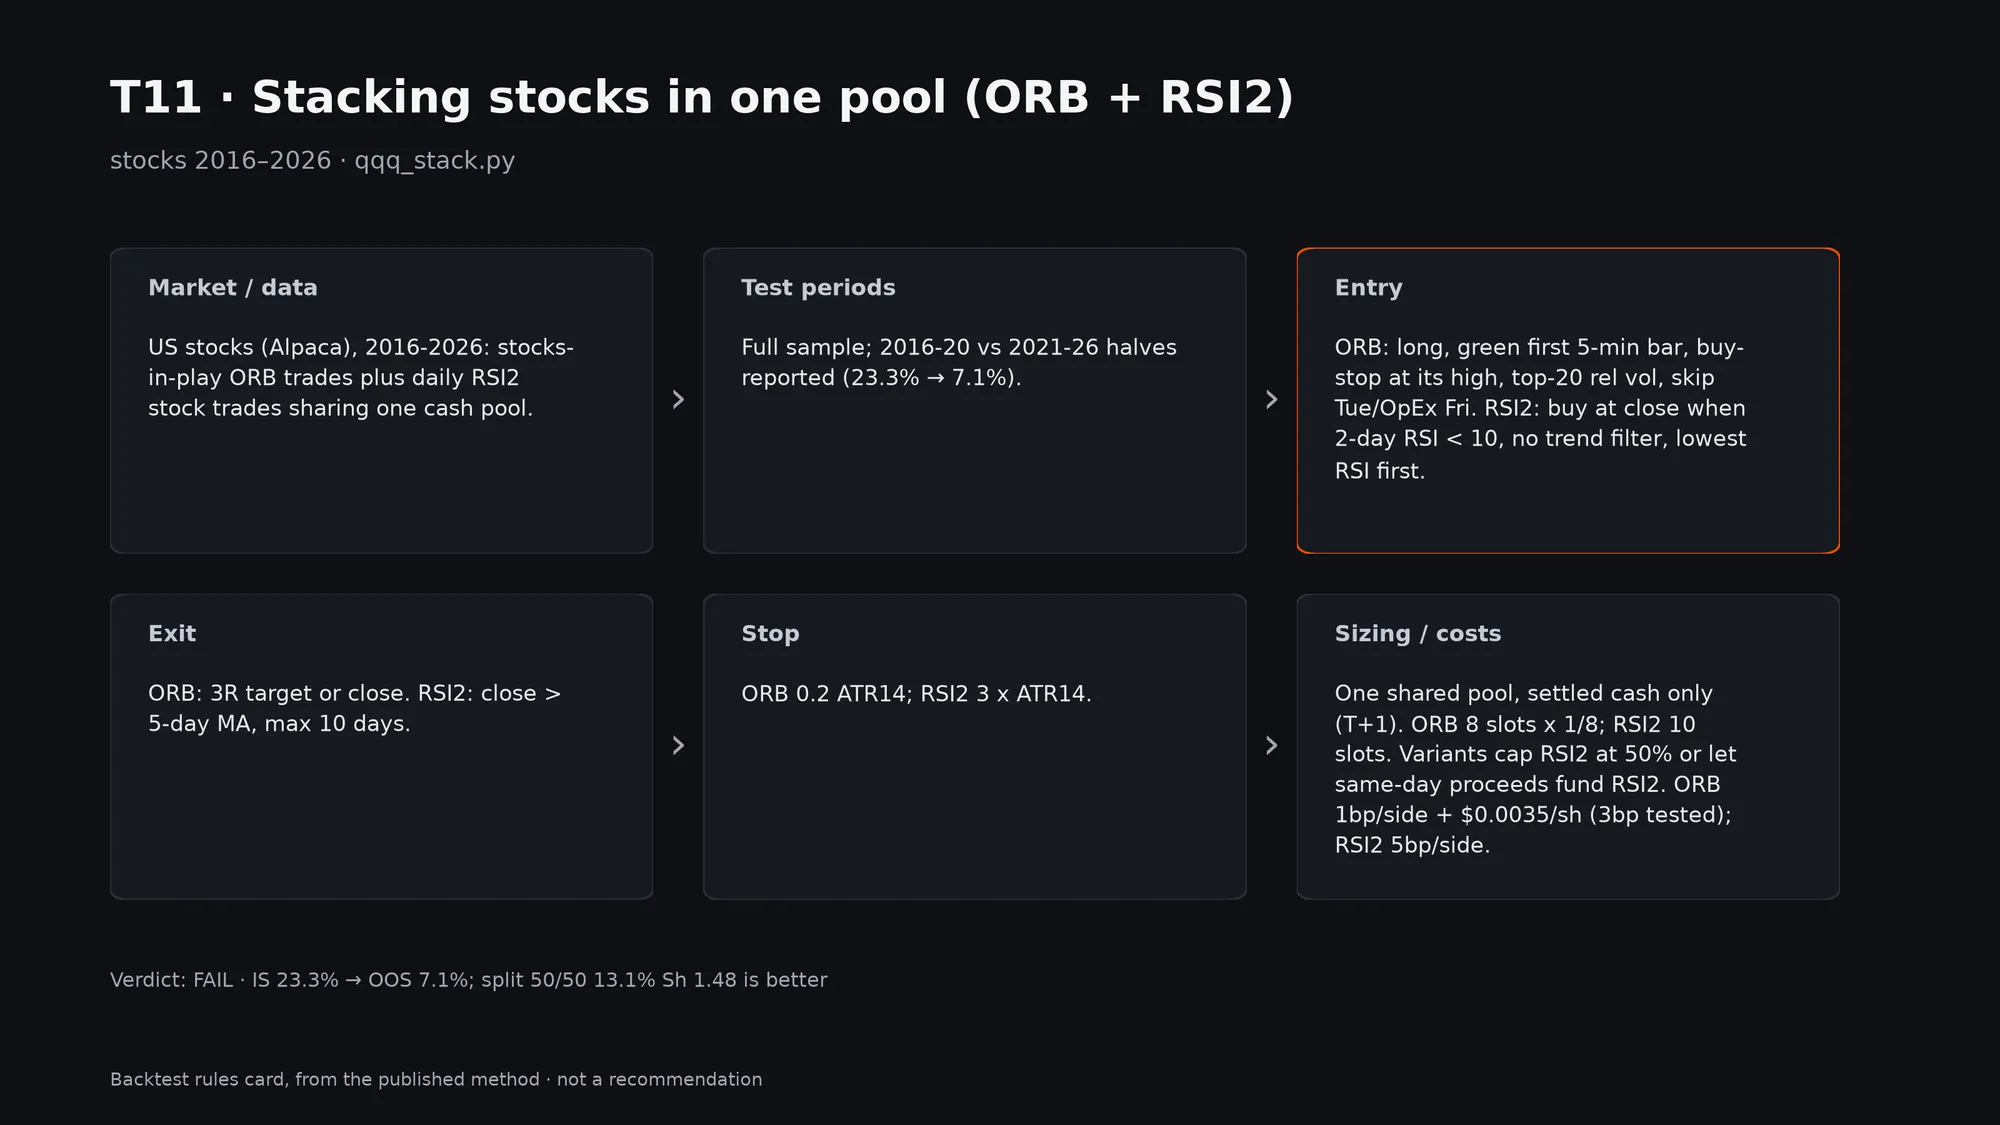 T11 · Stacking stocks in one pool (ORB + RSI2)
stocks 2016–2026 · qqq_stack.py
Market / data
US stocks (Alpaca), 2016-2026: stocks-
in-play ORB trades plus daily RSI2
stock trades sharing one cash pool.
›
Test periods
Full sample; 2016-20 vs 2021-26 halves
reported (23.3% → 7.1%).
›
Entry
ORB: long, green first 5-min bar, buy-
stop at its high, top-20 rel vol, skip
Tue/OpEx Fri. RSI2: buy at close when
2-day RSI < 10, no trend filter, lowest
RSI first.
Exit
ORB: 3R target or close. RSI2: close >
5-day MA, max 10 days.
›
Stop
ORB 0.2 ATR14; RSI2 3 x ATR14.
›
Sizing / costs
One shared pool, settled cash only
(T+1). ORB 8 slots x 1/8; RSI2 10
slots. Variants cap RSI2 at 50% or let
same-day proceeds fund RSI2. ORB
1bp/side + $0.0035/sh (3bp tested);
RSI2 5bp/side.
Verdict: FAIL · IS 23.3% → OOS 7.1%; split 50/50 13.1% Sh 1.48 is better
Backtest rules card, from the published method · not a recommendation